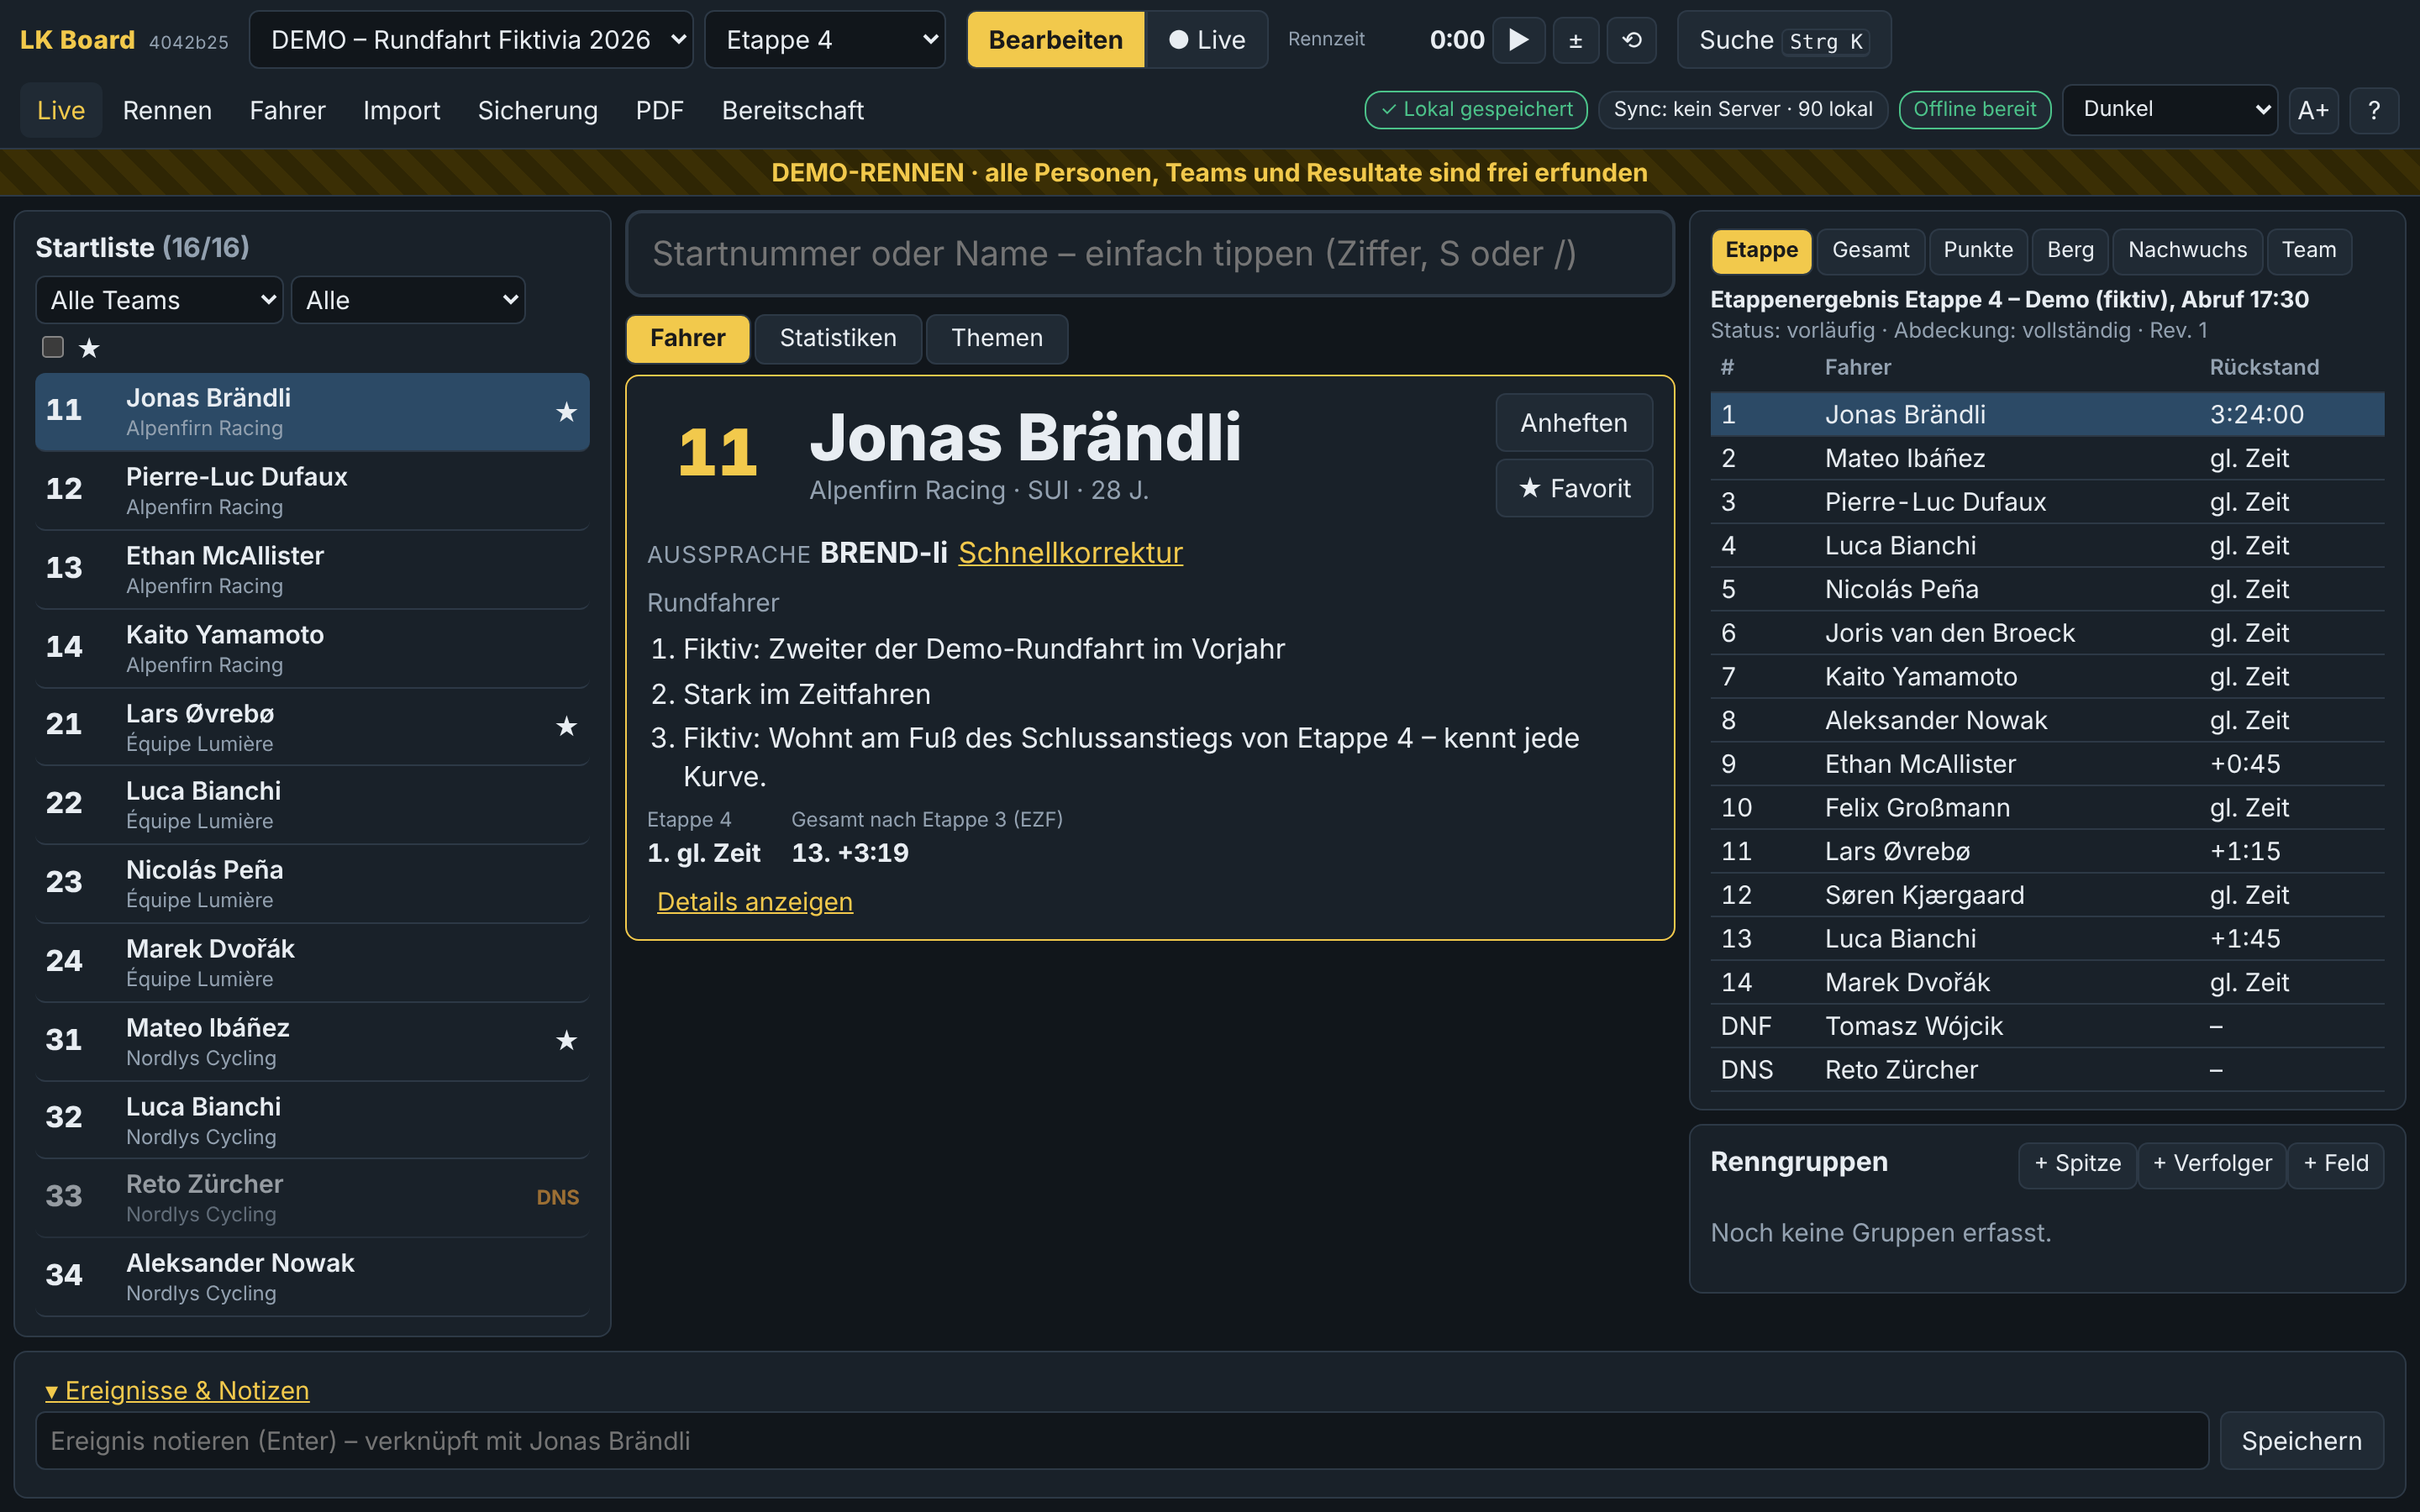 LK Board 4042b25 DEMO – Rundfahrt Fiktivia 2026 Etappe 4 Bearbeiten Live Rennzeit 0:00 ▶ ± ⟲ Suche Strg K
Live Rennen Fahrer Import Sicherung PDF Bereitschaft ✓ Lokal gespeichert Sync: kein Server · 90 lokal Offline bereit Dunkel A+ ?
DEMO-RENNEN · alle Personen, Teams und Resultate sind frei erfunden
Startliste (16/16)
Alle Teams Alle
★
11 Jonas Brändli ★
Alpenfirn Racing
12 Pierre-Luc Dufaux
Alpenfirn Racing
13 Ethan McAllister
Alpenfirn Racing
14 Kaito Yamamoto
Alpenfirn Racing
21 Lars Øvrebø ★
Équipe Lumière
22 Luca Bianchi
Équipe Lumière
23 Nicolás Peña
Équipe Lumière
24 Marek Dvořák
Équipe Lumière
31 Mateo Ibáñez ★
Nordlys Cycling
32 Luca Bianchi
Nordlys Cycling
33 Reto Zürcher DNS
Nordlys Cycling
34 Aleksander Nowak
Nordlys Cycling
Startnummer oder Name – einfach tippen (Ziffer, S oder /)
Fahrer Statistiken Themen
11 Jonas Brändli
Alpenfirn Racing · SUI · 28 J.
Anheften
★ Favorit
AUSSPRACHE BREND-li Schnellkorrektur
Rundfahrer
1. Fiktiv: Zweiter der Demo-Rundfahrt im Vorjahr
2. Stark im Zeitfahren
3. Fiktiv: Wohnt am Fuß des Schlussanstiegs von Etappe 4 – kennt jede
Kurve.
Etappe 4 Gesamt nach Etappe 3 (EZF)
1. gl. Zeit 13. +3:19
Details anzeigen
Etappe Gesamt Punkte Berg Nachwuchs Team
Etappenergebnis Etappe 4 – Demo (fiktiv), Abruf 17:30
Status: vorläufig · Abdeckung: vollständig · Rev. 1
# Fahrer Rückstand
1 Jonas Brändli 3:24:00
2 Mateo Ibáñez gl. Zeit
3 Pierre-Luc Dufaux gl. Zeit
4 Luca Bianchi gl. Zeit
5 Nicolás Peña gl. Zeit
6 Joris van den Broeck gl. Zeit
7 Kaito Yamamoto gl. Zeit
8 Aleksander Nowak gl. Zeit
9 Ethan McAllister +0:45
10 Felix Großmann gl. Zeit
11 Lars Øvrebø +1:15
12 Søren Kjærgaard gl. Zeit
13 Luca Bianchi +1:45
14 Marek Dvořák gl. Zeit
DNF Tomasz Wójcik –
DNS Reto Zürcher –
Renngruppen + Spitze + Verfolger + Feld
Noch keine Gruppen erfasst.
▾ Ereignisse & Notizen
Ereignis notieren (Enter) – verknüpft mit Jonas Brändli Speichern